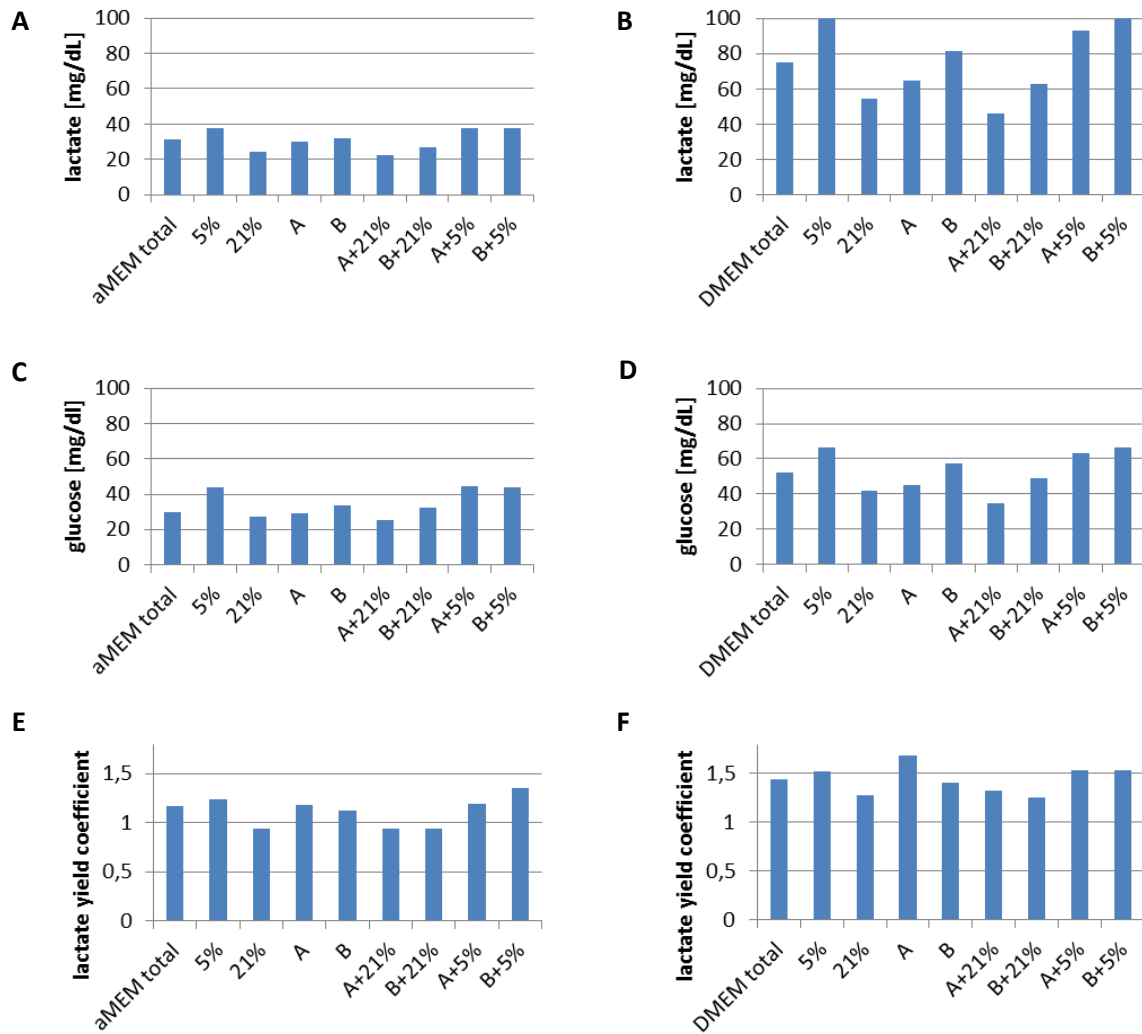 A
lactate [mg/dL]
100
80
60
40
20
0
aMEM total
5%
21%
A
B
A+21%
B+21%
A+5%
B+5%
B
lactate [mg/dL]
100
80
60
40
20
0
DMEM total
5%
21%
A
B
A+21%
B+21%
A+5%
B+5%
C
glucose [mg/dl]
100
80
60
40
20
0
aMEM total
5%
21%
A
B
A+21%
B+21%
A+5%
B+5%
D
glucose [mg/dL]
100
80
60
40
20
0
DMEM total
5%
21%
A
B
A+21%
B+21%
A+5%
B+5%
E
lactate yield coefficient
1,5
1
0,5
0
aMEM total
5%
21%
A
B
A+21%
B+21%
A+5%
B+5%
F
lactate yield coefficient
1,5
1
0,5
0
DMEM total
5%
21%
A
B
A+21%
B+21%
A+5%
B+5%